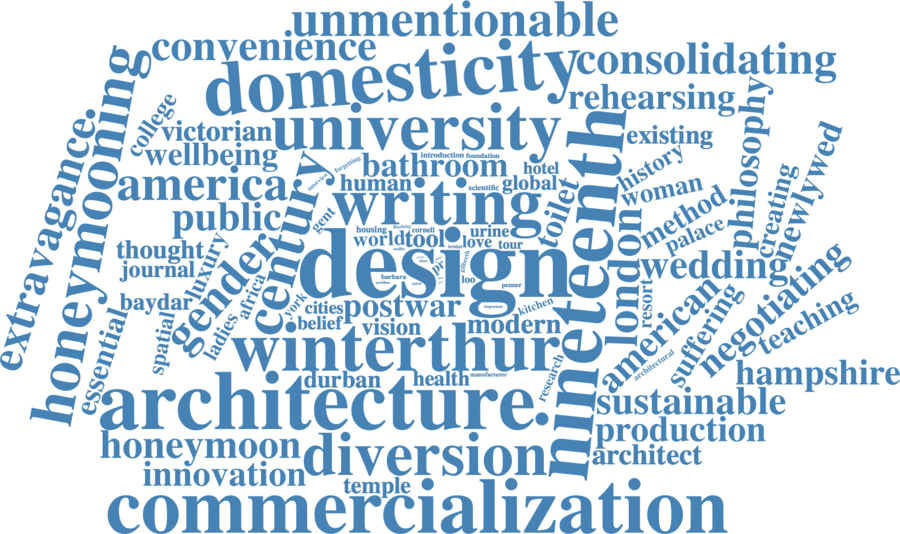 unmentionable
convenience
domesticity
consolidating
rehearsing
college
victorian
university
existing
philosophy
extravagance.
honeymooning
wellbeing
bathroom
introduction
foundation
forgetting
interview
hotel
history
newlywed
america
human
scientific
global
toilet
woman
creating
public
century
gent
writing
nineteenth
method
palace
housing
cornell
urine
thought
journal
luxury
gender
world
tool
bridal
love
tour
london
wedding
design
pr
loo
barbara
penner
baydar
africa
ladies
york
cities
postwar
kitchen
resort
american
suffering
negotiating
teaching
essential
spatial
belief
vision
modern
winterthur
architectural
research
durban
health
manufacturer
hampshire
architecture.
sustainable
honeymoon
diversion
production
innovation
architect
temple
commercialization